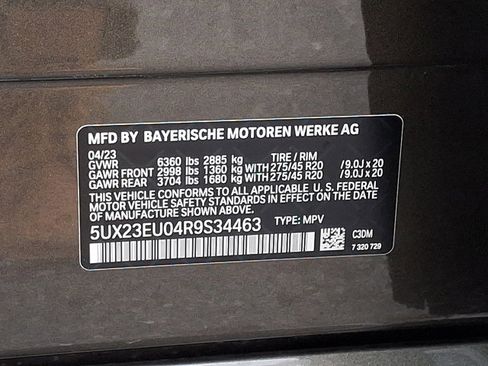 MFD BY BAYERISCHE MOTOREN WERKE AG
04/23
GVWR 6360 lbs 2885 kg TIRE / RIM
GAWR FRONT 2998 lbs 1360 kg WITH 275/45 R20 /9.0J x 20
GAWR REAR 3704 lbs 1680 kg WITH 275/45 R20 /9.0J x 20
THIS VEHICLE CONFORMS TO ALL APPLICABLE U.S. FEDERAL
MOTOR VEHICLE SAFETY STANDARDS IN EFFECT ON THE DATE
OF MANUFACTURE SHOWN ABOVE.
5UX23EU04R9S34463 TYPE: MPV
C3DM
7 320 729